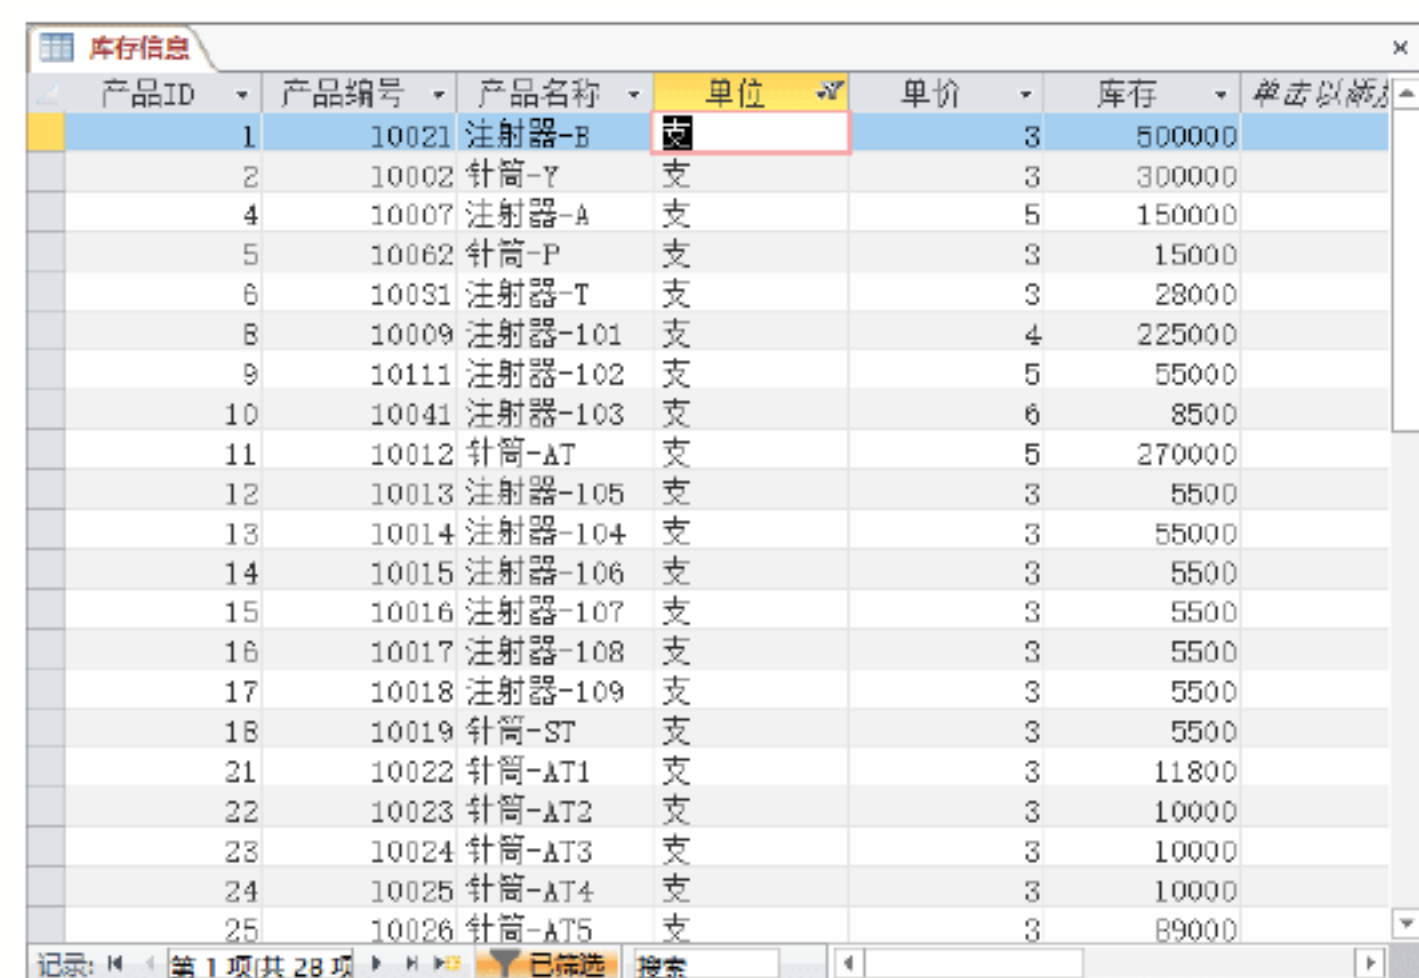 库存信息
产品ID 产品编号 产品名称 单位 单价 库存 单击以添加
1 10021 注射器-B 支 3 500000
2 10002 针筒-Y 支 3 300000
4 10007 注射器-A 支 5 150000
5 10062 针筒-P 支 3 15000
6 10031 注射器-T 支 3 28000
8 10009 注射器-101 支 4 225000
9 10111 注射器-102 支 5 55000
10 10041 注射器-103 支 6 8500
11 10012 针筒-AT 支 5 270000
12 10013 注射器-105 支 3 5500
13 10014 注射器-104 支 3 55000
14 10015 注射器-106 支 3 5500
15 10016 注射器-107 支 3 5500
16 10017 注射器-108 支 3 5500
17 10018 注射器-109 支 3 5500
18 10019 针筒-ST 支 3 5500
21 10022 针筒-AT1 支 3 11800
22 10023 针筒-AT2 支 3 10000
23 10024 针筒-AT3 支 3 10000
24 10025 针筒-AT4 支 3 10000
25 10026 针筒-AT5 支 3 89000
记录: 第 1 项(共 28 项 已筛选 搜索